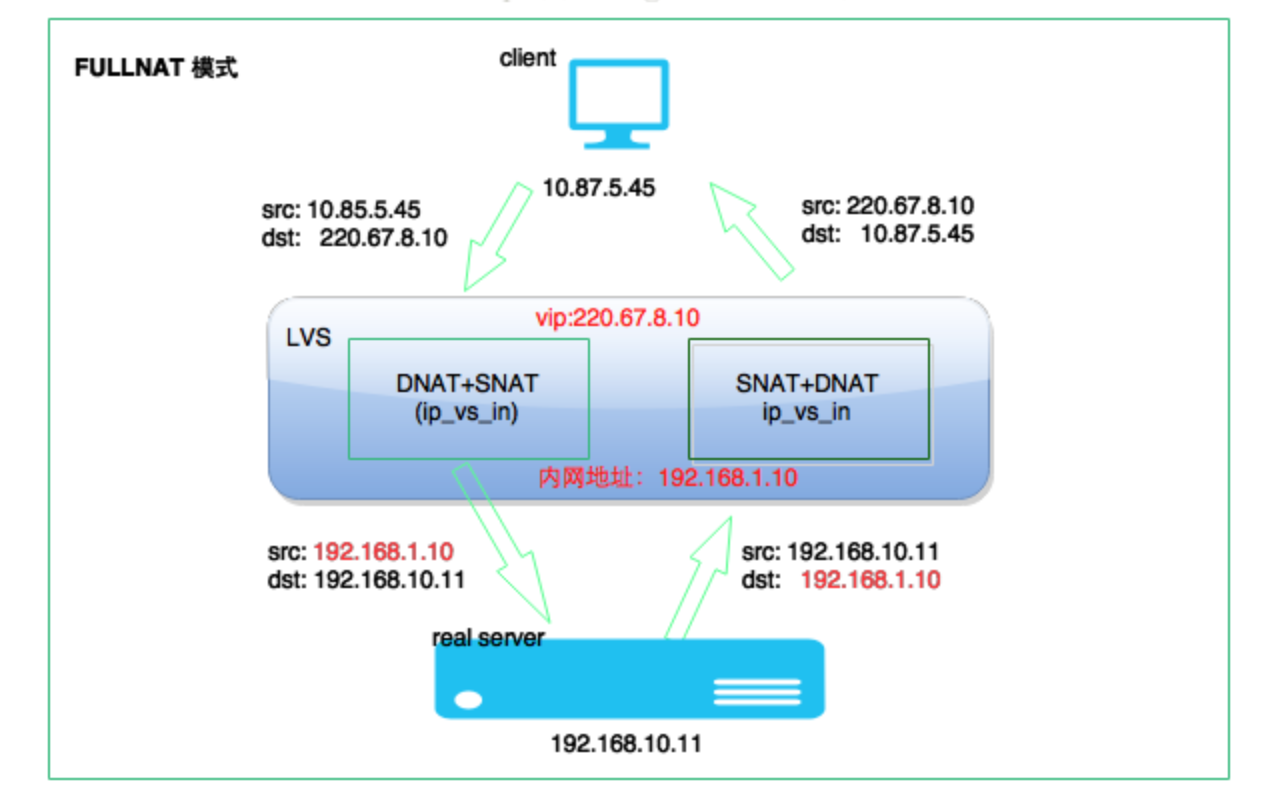 FULLNAT 模式
client
10.87.5.45
src: 10.85.5.45
dst: 220.67.8.10
src: 220.67.8.10
dst: 10.87.5.45
vip:220.67.8.10
LVS
DNAT+SNAT
(ip_vs_in)
SNAT+DNAT
ip_vs_in
内网地址：192.168.1.10
src: 192.168.1.10
dst: 192.168.10.11
src: 192.168.10.11
dst: 192.168.1.10
real server
192.168.10.11